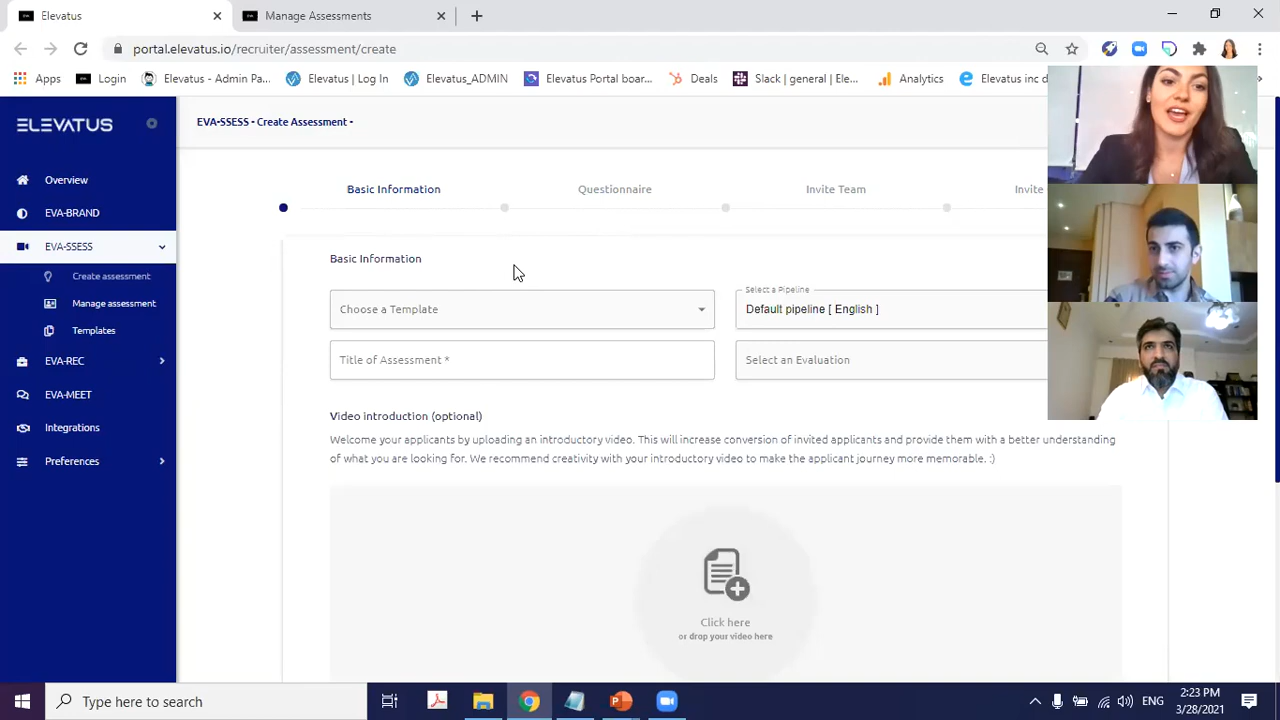 Elevatus
Manage Assessments
portal.elevatus.io/recruiter/assessment/create
Apps
Login
Elevatus - Admin Pa...
Elevatus | Log In
Elevatus_ADMIN
Elevatus Portal boar...
Deals
Slack | general | Ele...
Analytics
Elevatus inc d
ELEVATUS
EVA-SSESS - Create Assessment -
Overview
EVA-BRAND
EVA-SSESS
Create assessment
Manage assessment
Templates
EVA-REC
EVA-MEET
Integrations
Preferences
Basic Information
Questionnaire
Invite Team
Invite
Basic Information
Choose a Template
Select a Pipeline
Default pipeline [ English ]
Title of Assessment *
Select an Evaluation
Video introduction (optional)
Welcome your applicants by uploading an introductory video. This will increase conversion of invited applicants and provide them with a better understanding
of what you are looking for. We recommend creativity with your introductory video to make the applicant journey more memorable. :)
Click here
or drop your video here
Type here to search
ENG
2:23 PM
3/28/2021